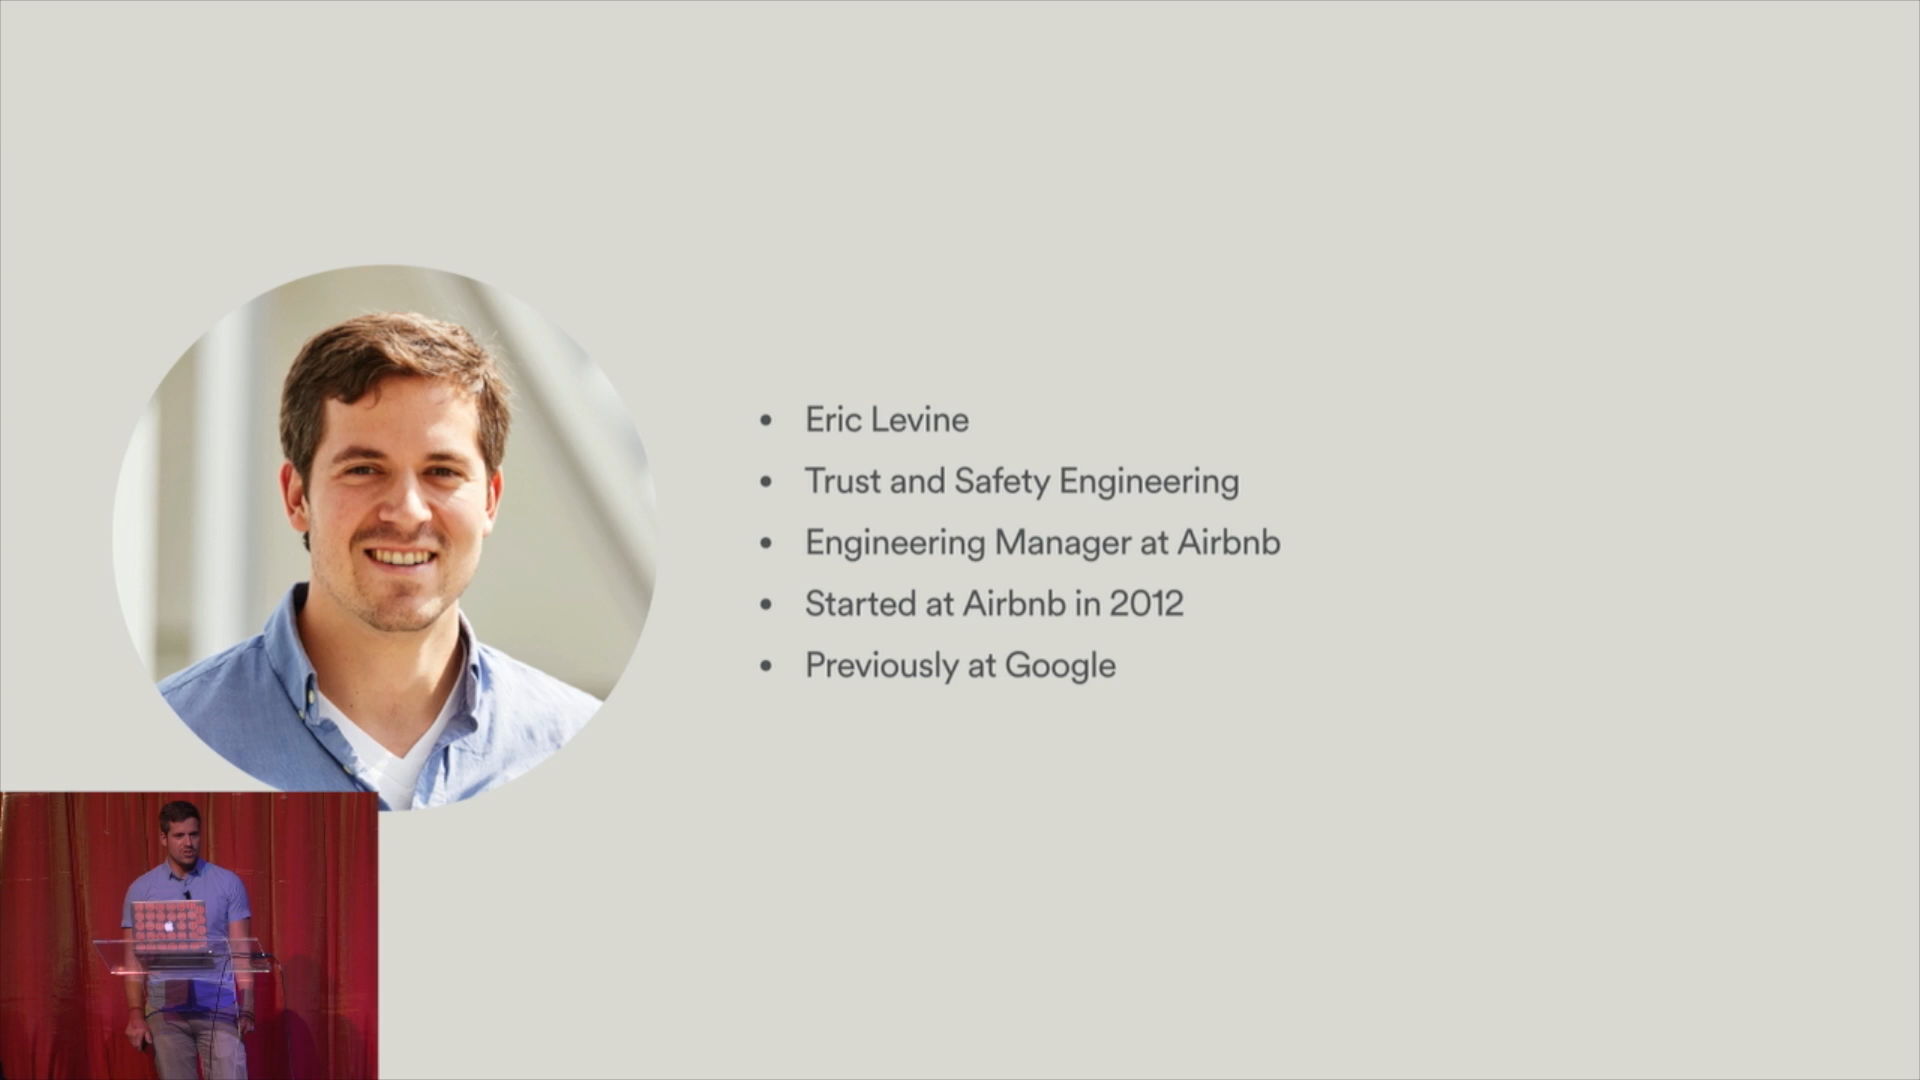 Eric Levine
Trust and Safety Engineering
Engineering Manager at Airbnb
Started at Airbnb in 2012
Previously at Google